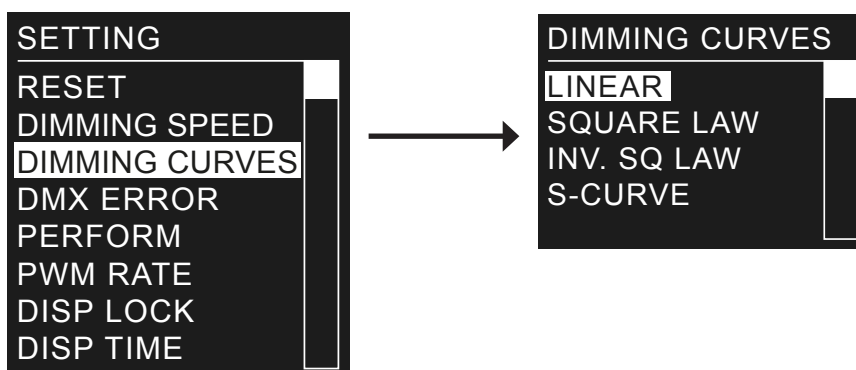 SETTING
RESET
DIMMING SPEED
DIMMING CURVES
DMX ERROR
PERFORM
PWM RATE
DISP LOCK
DISP TIME
DIMMING CURVES
LINEAR
SQUARE LAW
INV. SQ LAW
S-CURVE